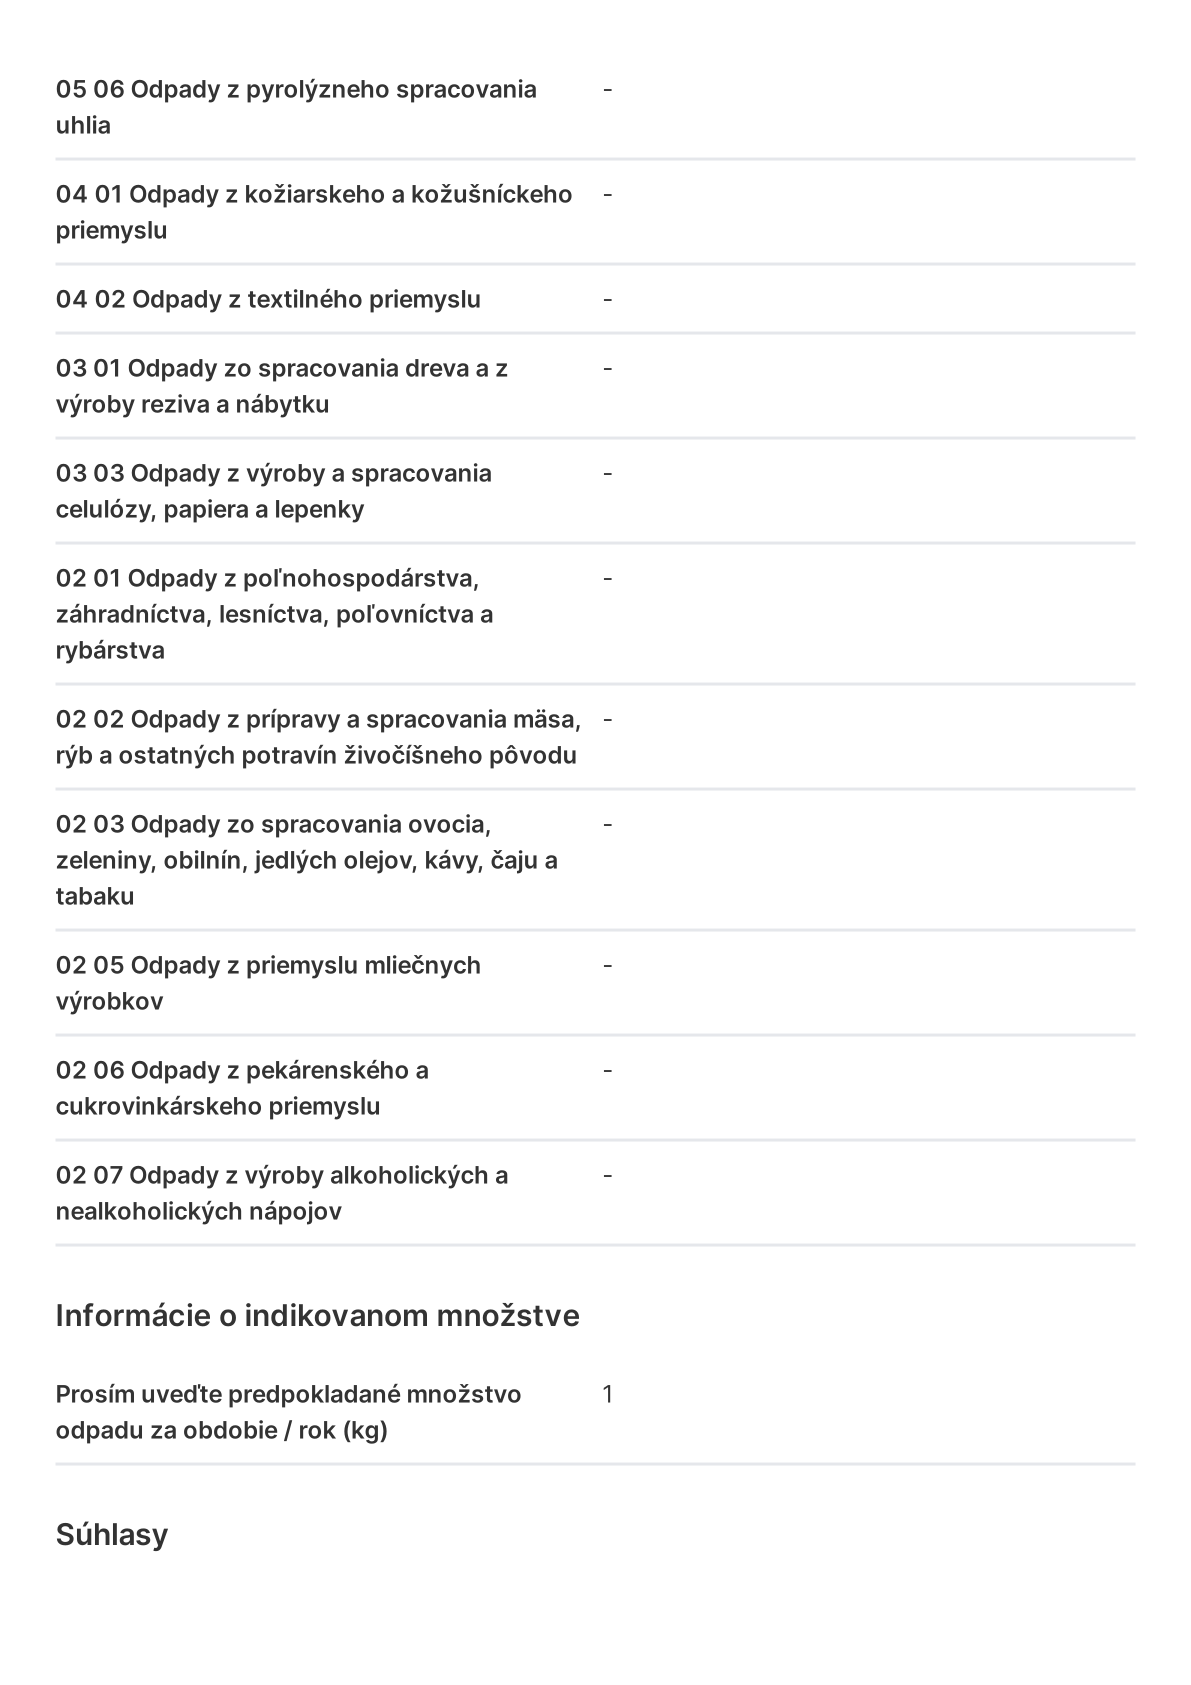 05 06 Odpady z pyrolýzneho spracovania -
uhlia
04 01 Odpady z kožiarskeho a kožušníckeho -
priemyslu
04 02 Odpady z textilného priemyslu -
03 01 Odpady zo spracovania dreva a z -
výroby reziva a nábytku
03 03 Odpady z výroby a spracovania -
celulózy, papiera a lepenky
02 01 Odpady z poľnohospodárstva, -
záhradníctva, lesníctva, poľovníctva a
rybárstva
02 02 Odpady z prípravy a spracovania mäsa, -
rýb a ostatných potravín živočíšneho pôvodu
02 03 Odpady zo spracovania ovocia, -
zeleniny, obilnín, jedlých olejov, kávy, čaju a
tabaku
02 05 Odpady z priemyslu mliečnych -
výrobkov
02 06 Odpady z pekárenského a -
cukrovinkárskeho priemyslu
02 07 Odpady z výroby alkoholických a -
nealkoholických nápojov
Informácie o indikovanom množstve
Prosím uveďte predpokladané množstvo 1
odpadu za obdobie / rok (kg)
Súhlasy